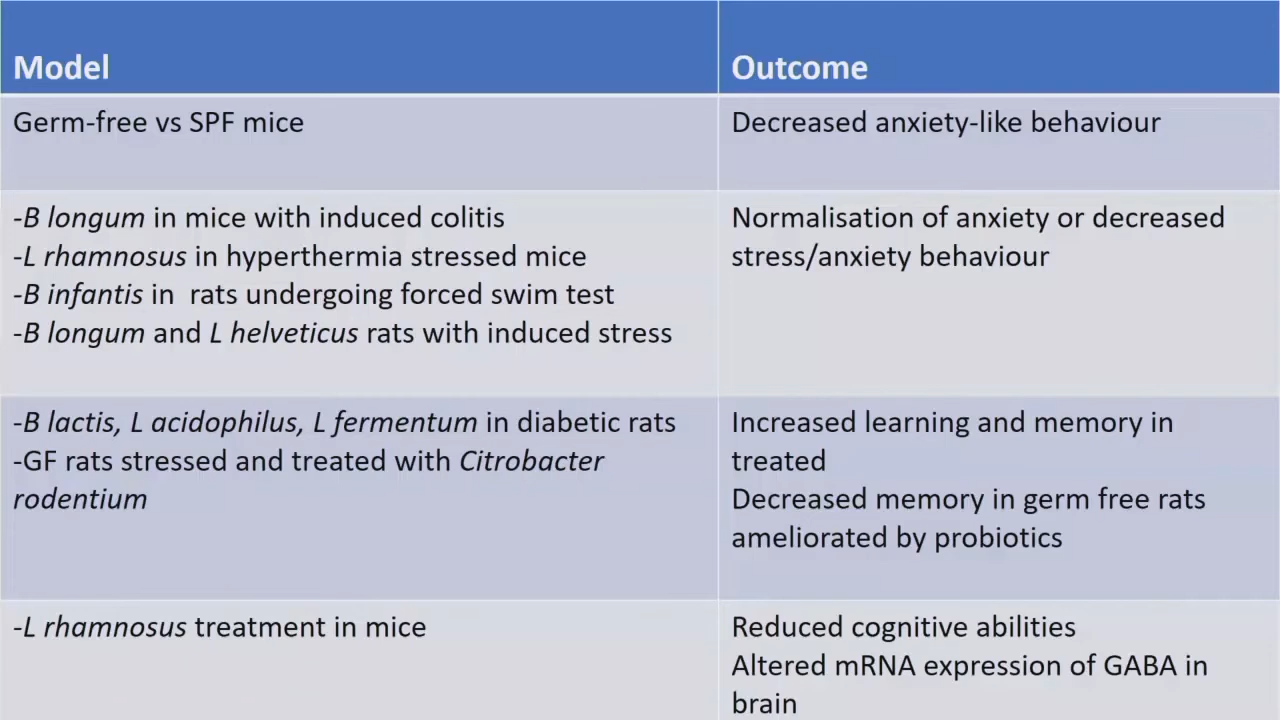 Model
Outcome
Germ-free vs SPF mice
Decreased anxiety-like behaviour
-B longum in mice with induced colitis
-L rhamnosus in hyperthermia stressed mice
-B infantis in  rats undergoing forced swim test
-B longum and L helveticus rats with induced stress
Normalisation of anxiety or decreased
stress/anxiety behaviour
-B lactis, L acidophilus, L fermentum in diabetic rats
-GF rats stressed and treated with Citrobacter
rodentium
Increased learning and memory in
treated
Decreased memory in germ free rats
ameliorated by probiotics
-L rhamnosus treatment in mice
Reduced cognitive abilities
Altered mRNA expression of GABA in
brain